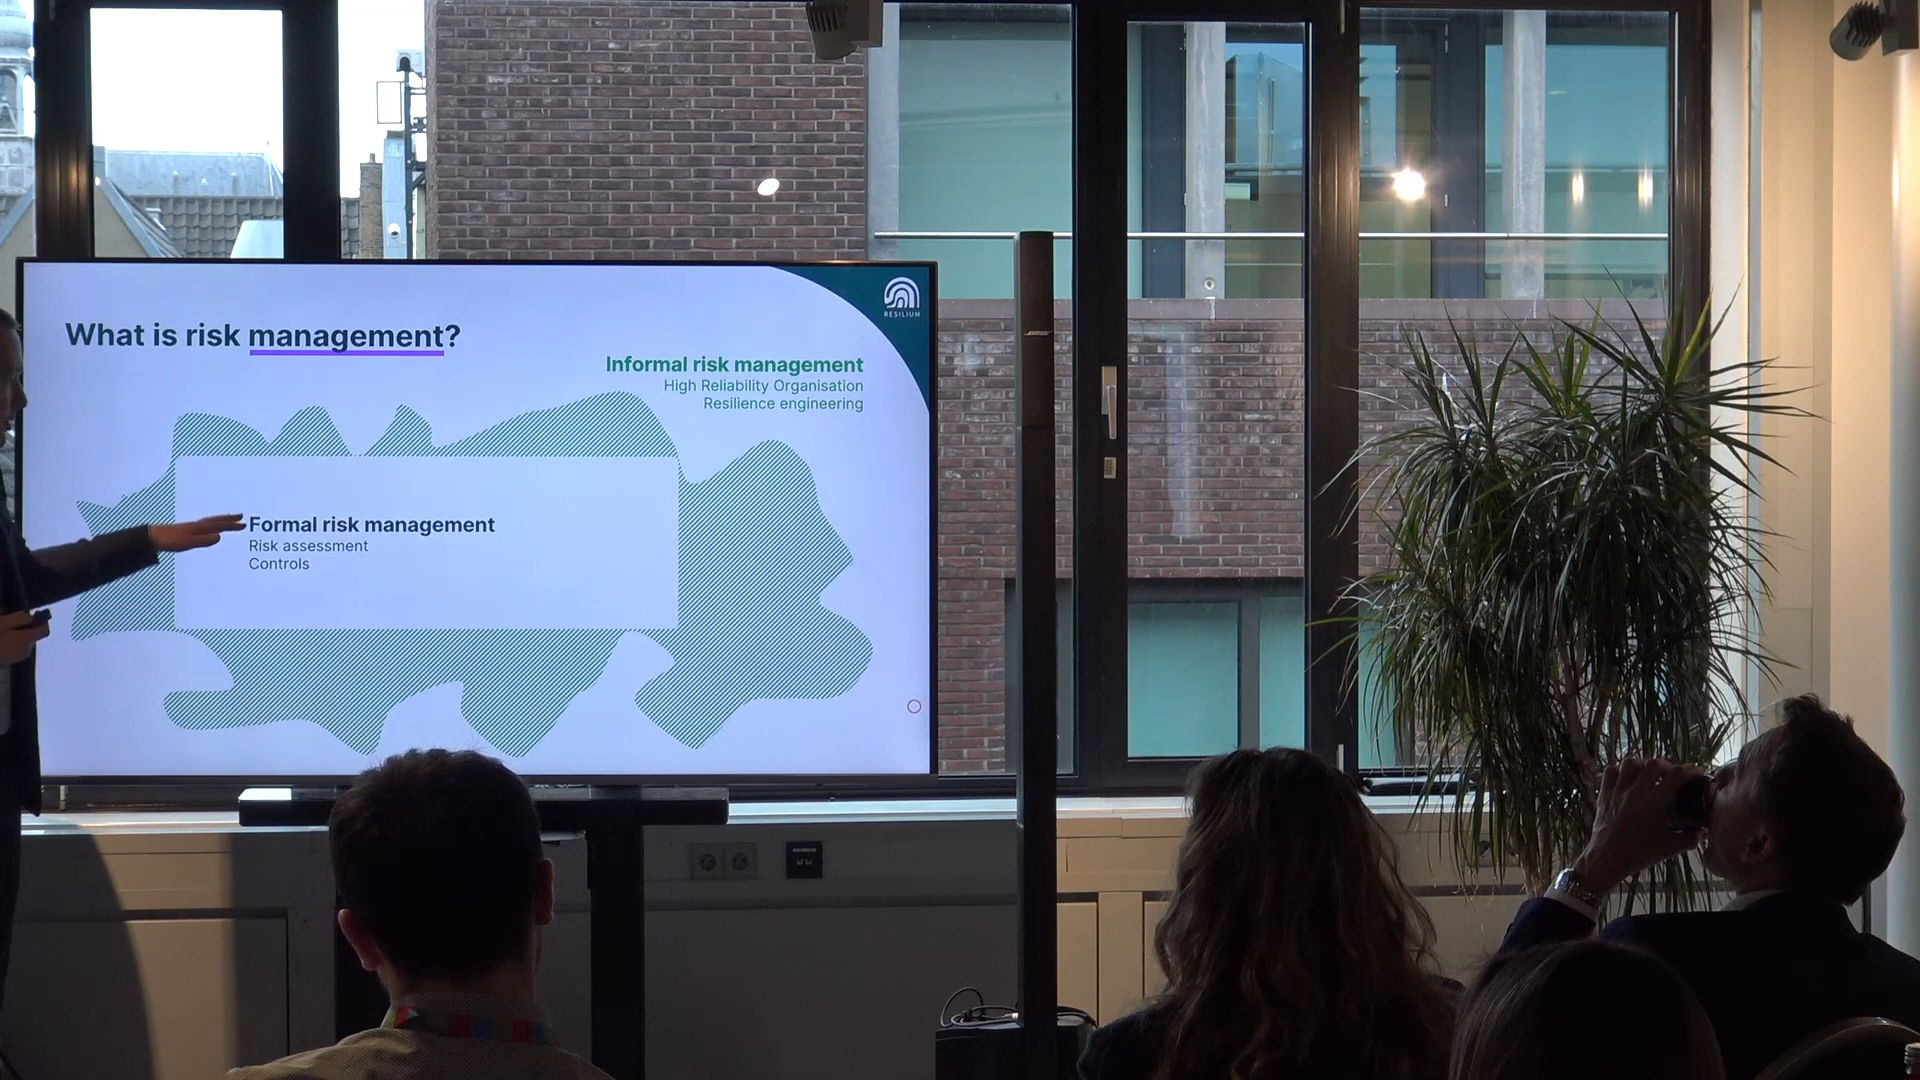 RESILIUM
What is risk management?
Informal risk management
High Reliability Organisation
Resilience engineering
Formal risk management
Risk assessment
Controls
BOSE